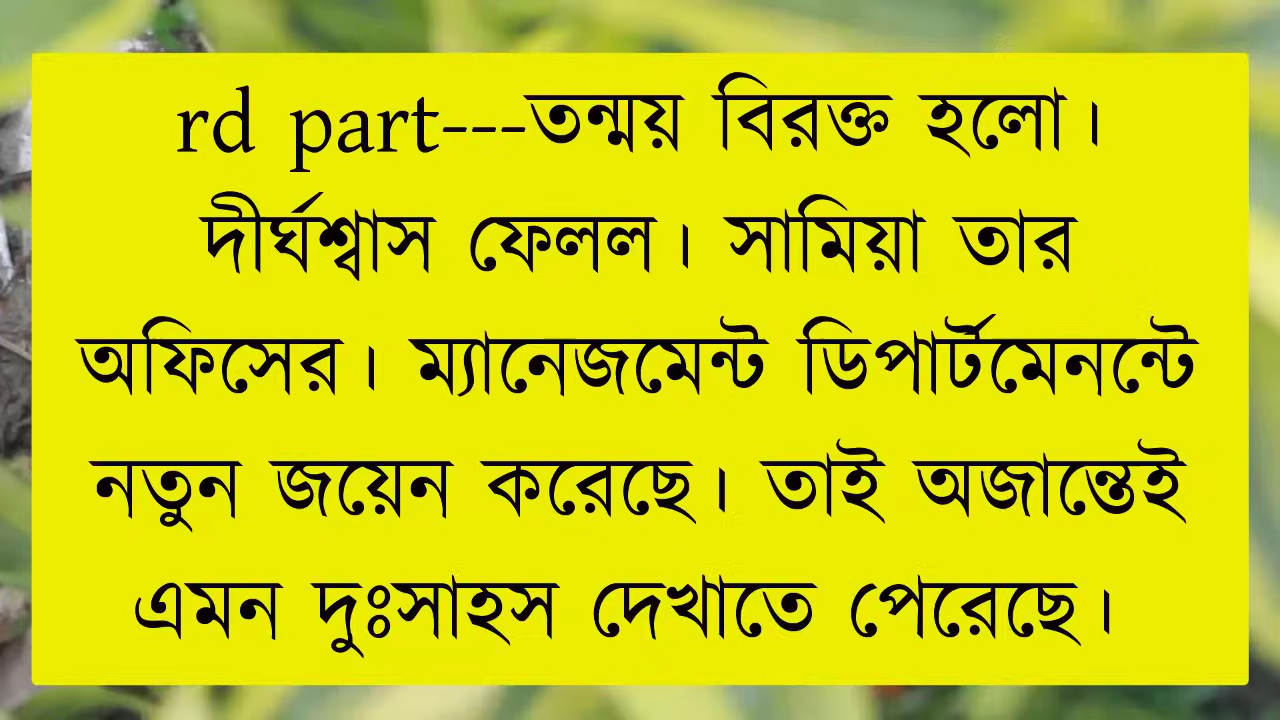 rd part---তন্ময় বিরক্ত হলো।
দীর্ঘশ্বাস ফেলল। সামিয়া তার
অফিসের। ম্যানেজমেন্ট ডিপার্টমেনন্টে
নতুন জয়েন করেছে। তাই অজান্তেই
এমন দুঃসাহস দেখাতে পেরেছে।